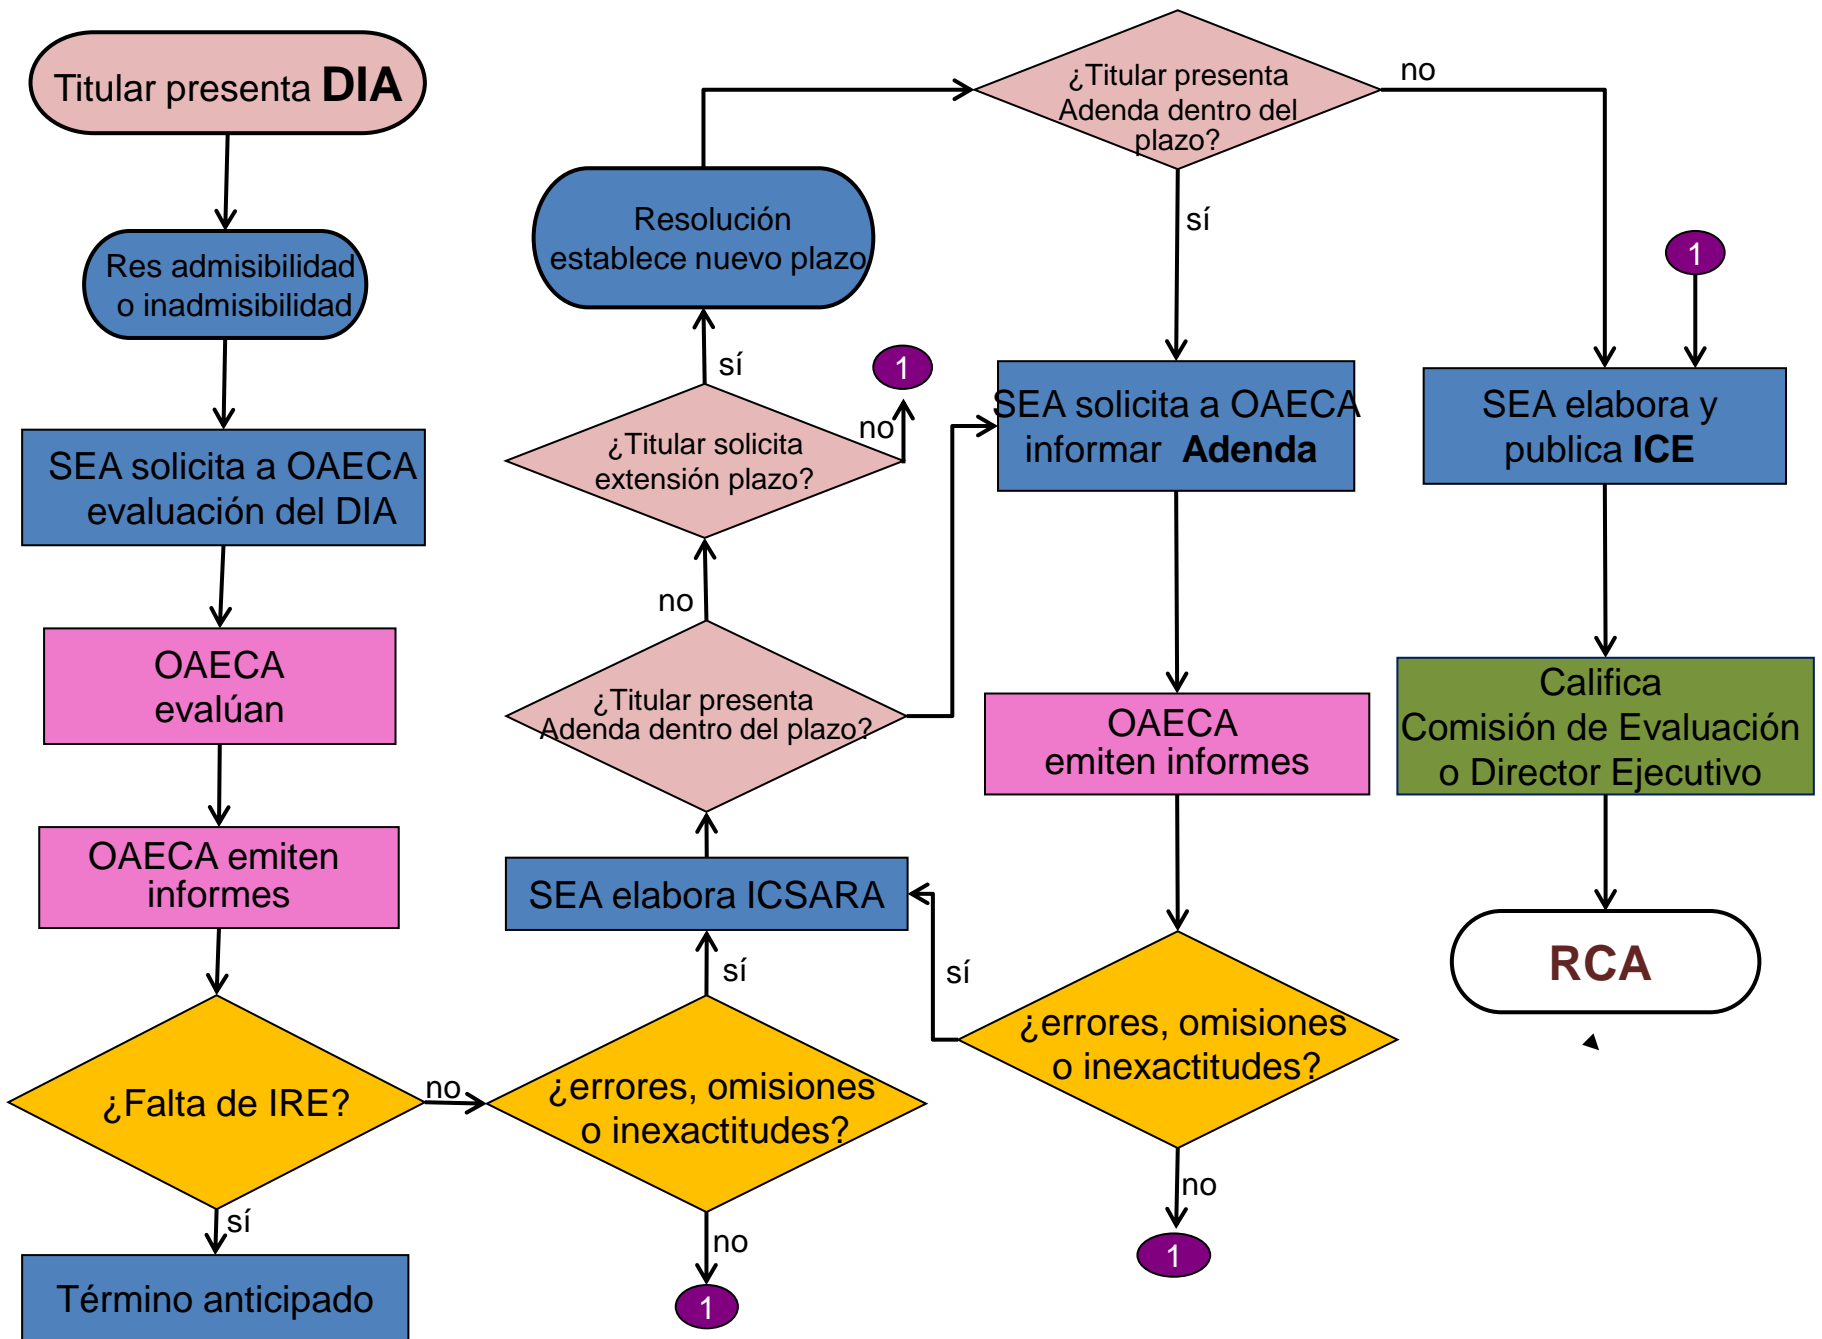 Titular presenta DIA
Res admisibilidad
o inadmisibilidad
SEA solicita a OAECA
evaluación del DIA
OAECA
evalúan
OAECA emiten
informes
¿Falta de IRE?
no
sí
Término anticipado
¿errores, omisiones
o inexactitudes?
sí
no
1
SEA elabora ICSARA
¿Titular presenta
Adenda dentro del plazo?
no
¿Titular solicita
extensión plazo?
sí
no
1
Resolución
establece nuevo plazo
¿Titular presenta
Adenda dentro del
plazo?
no
sí
SEA solicita a OAECA
informar Adenda
OAECA
emiten informes
¿errores, omisiones
o inexactitudes?
sí
no
1
1
SEA elabora y
publica ICE
Califica
Comisión de Evaluación
o Director Ejecutivo
RCA